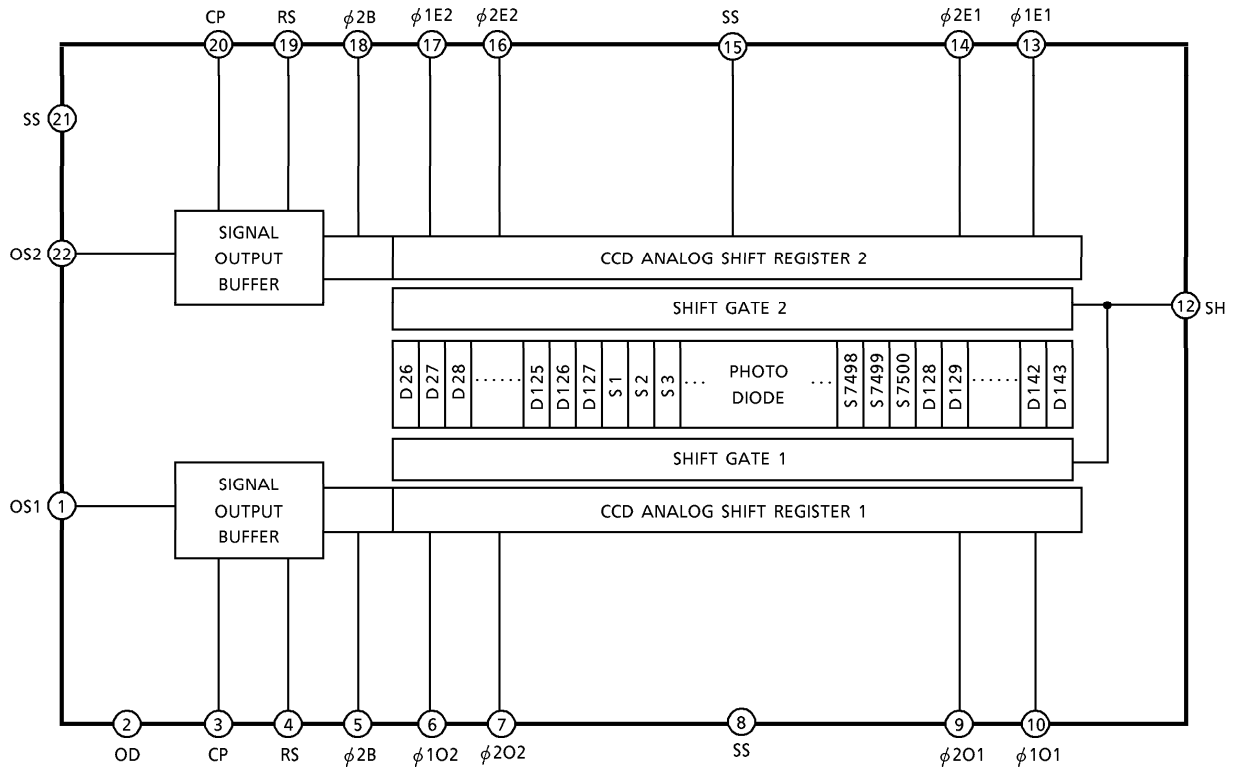 CP RS ϕ2B ϕ1E2 ϕ2E2 SS ϕ2E1 ϕ1E1
20 19 18 17 16 15 14 13
SS 21
SIGNAL
OUTPUT
BUFFER
OS2 22
CCD ANALOG SHIFT REGISTER 2
SHIFT GATE 2
12 SH
D26 D27 D28 ······ D125 D126 D127 S1 S2 S3 ··· PHOTO DIODE ··· S7498 S7499 S7500 D128 D129 ······ D142 D143
SHIFT GATE 1
SIGNAL
OUTPUT
BUFFER
OS1 1
CCD ANALOG SHIFT REGISTER 1
2 3 4 5 6 7 8 9 10
OD CP RS ϕ2B ϕ1O2 ϕ2O2 SS ϕ2O1 ϕ1O1